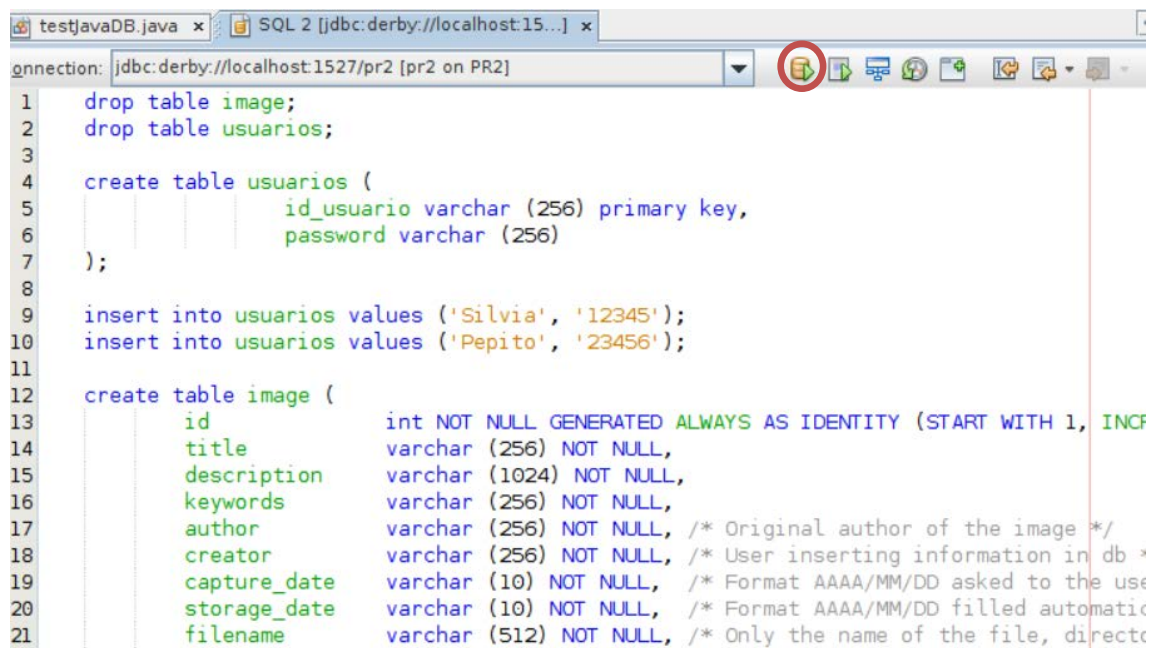 testJavaDB.java x SQL 2 [jdbc:derby://localhost:15...] x
onnection: jdbc:derby://localhost:1527/pr2 [pr2 on PR2]
1 drop table image;
2 drop table usuarios;
3
4 create table usuarios (
5 id_usuario varchar (256) primary key,
6 password varchar (256)
7 );
8
9 insert into usuarios values ('Silvia', '12345');
10 insert into usuarios values ('Pepito', '23456');
11
12 create table image (
13 id int NOT NULL GENERATED ALWAYS AS IDENTITY (START WITH 1, INCR
14 title varchar (256) NOT NULL,
15 description varchar (1024) NOT NULL,
16 keywords varchar (256) NOT NULL,
17 author varchar (256) NOT NULL, /* Original author of the image */
18 creator varchar (256) NOT NULL, /* User inserting information in db *
19 capture_date varchar (10) NOT NULL, /* Format AAAA/MM/DD asked to the use
20 storage_date varchar (10) NOT NULL, /* Format AAAA/MM/DD filled automatic
21 filename varchar (512) NOT NULL, /* Only the name of the file, directo